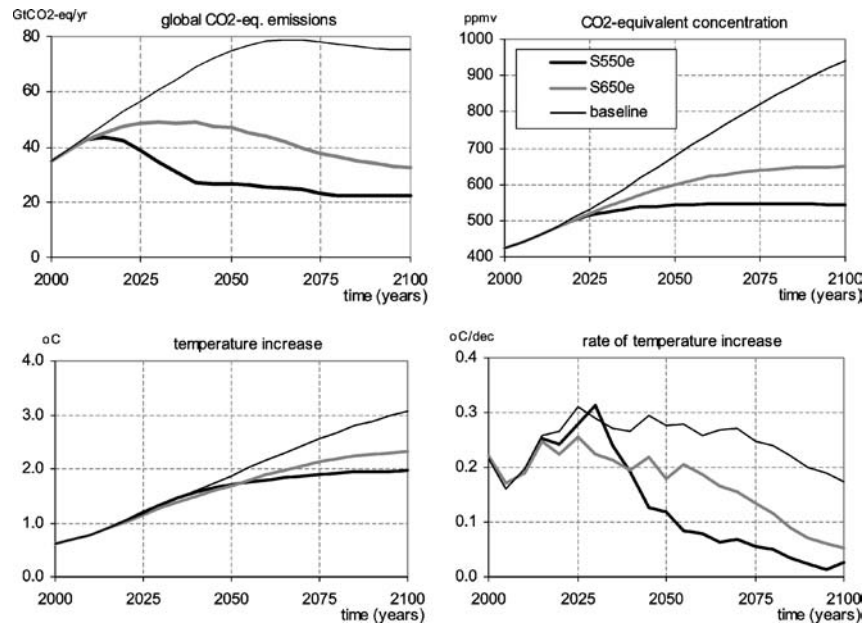 GtCO2-eq/yr
global CO2-eq. emissions
80
60
40
20
0
2000 2025 2050 2075 2100
time (years)
ppmv
CO2-equivalent concentration
1000
900
800
700
600
500
400
S550e
S650e
baseline
2000 2025 2050 2075 2100
time (years)
oC
temperature increase
4.0
3.0
2.0
1.0
0.0
2000 2025 2050 2075 2100
time (years)
oC/dec
rate of temperature increase
0.4
0.3
0.2
0.1
0.0
2000 2025 2050 2075 2100
time (years)